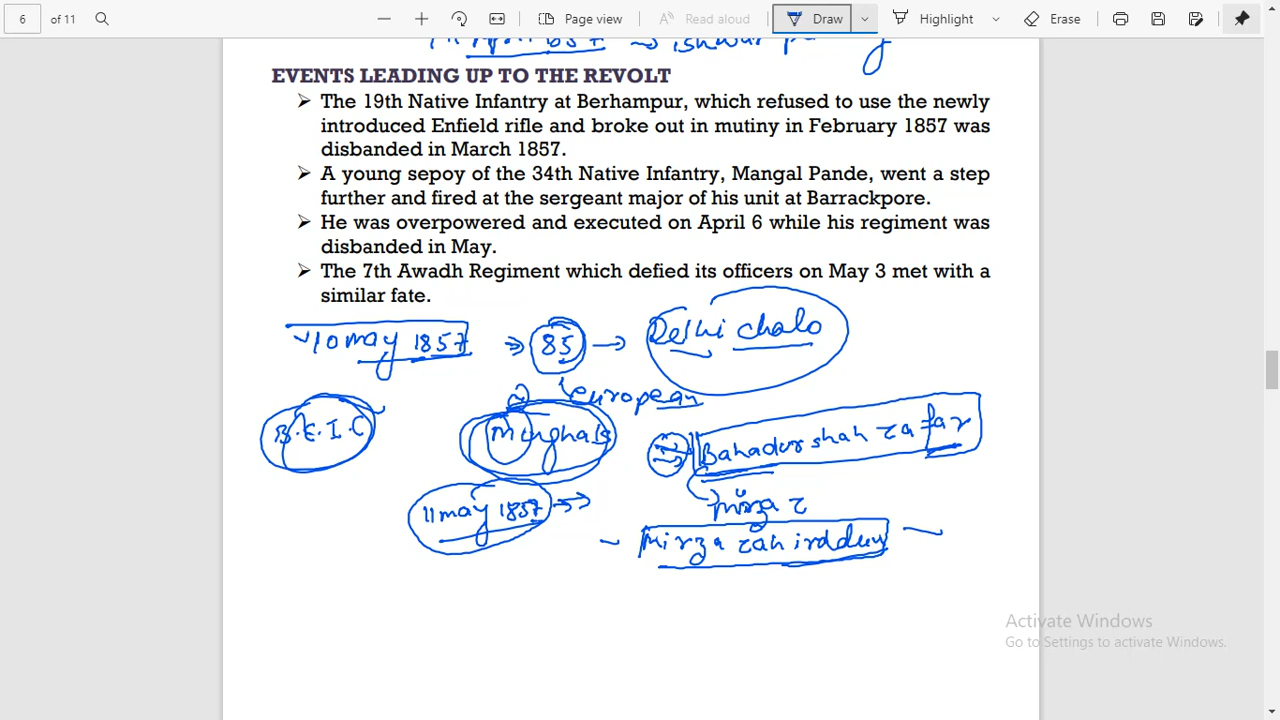 6 of 11 Page view Read aloud Draw Highlight Erase
April 1857 → ishwar
EVENTS LEADING UP TO THE REVOLT
➤ The 19th Native Infantry at Berhampur, which refused to use the newly
introduced Enfield rifle and broke out in mutiny in February 1857 was
disbanded in March 1857.
➤ A young sepoy of the 34th Native Infantry, Mangal Pande, went a step
further and fired at the sergeant major of his unit at Barrackpore.
➤ He was overpowered and executed on April 6 while his regiment was
disbanded in May.
➤ The 7th Awadh Regiment which defied its officers on May 3 met with a
similar fate.
10 may 1857 → 85 → Delhi chalo
european
B.E.I.C Mughals Bahadur shah zafar
11 may 1857 →→ mirza z
Mirza
Activate Windows
Go to Settings to activate Windows.